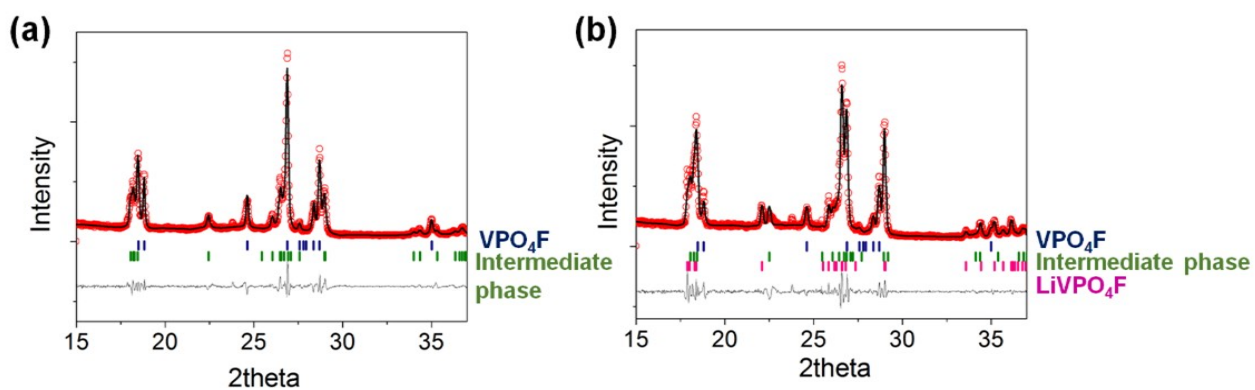 (a)
Intensity
VPO₄F
Intermediate
phase
15 20 25 30 35
2theta
(b)
Intensity
VPO₄F
Intermediate phase
LiVPO₄F
15 20 25 30 35
2theta